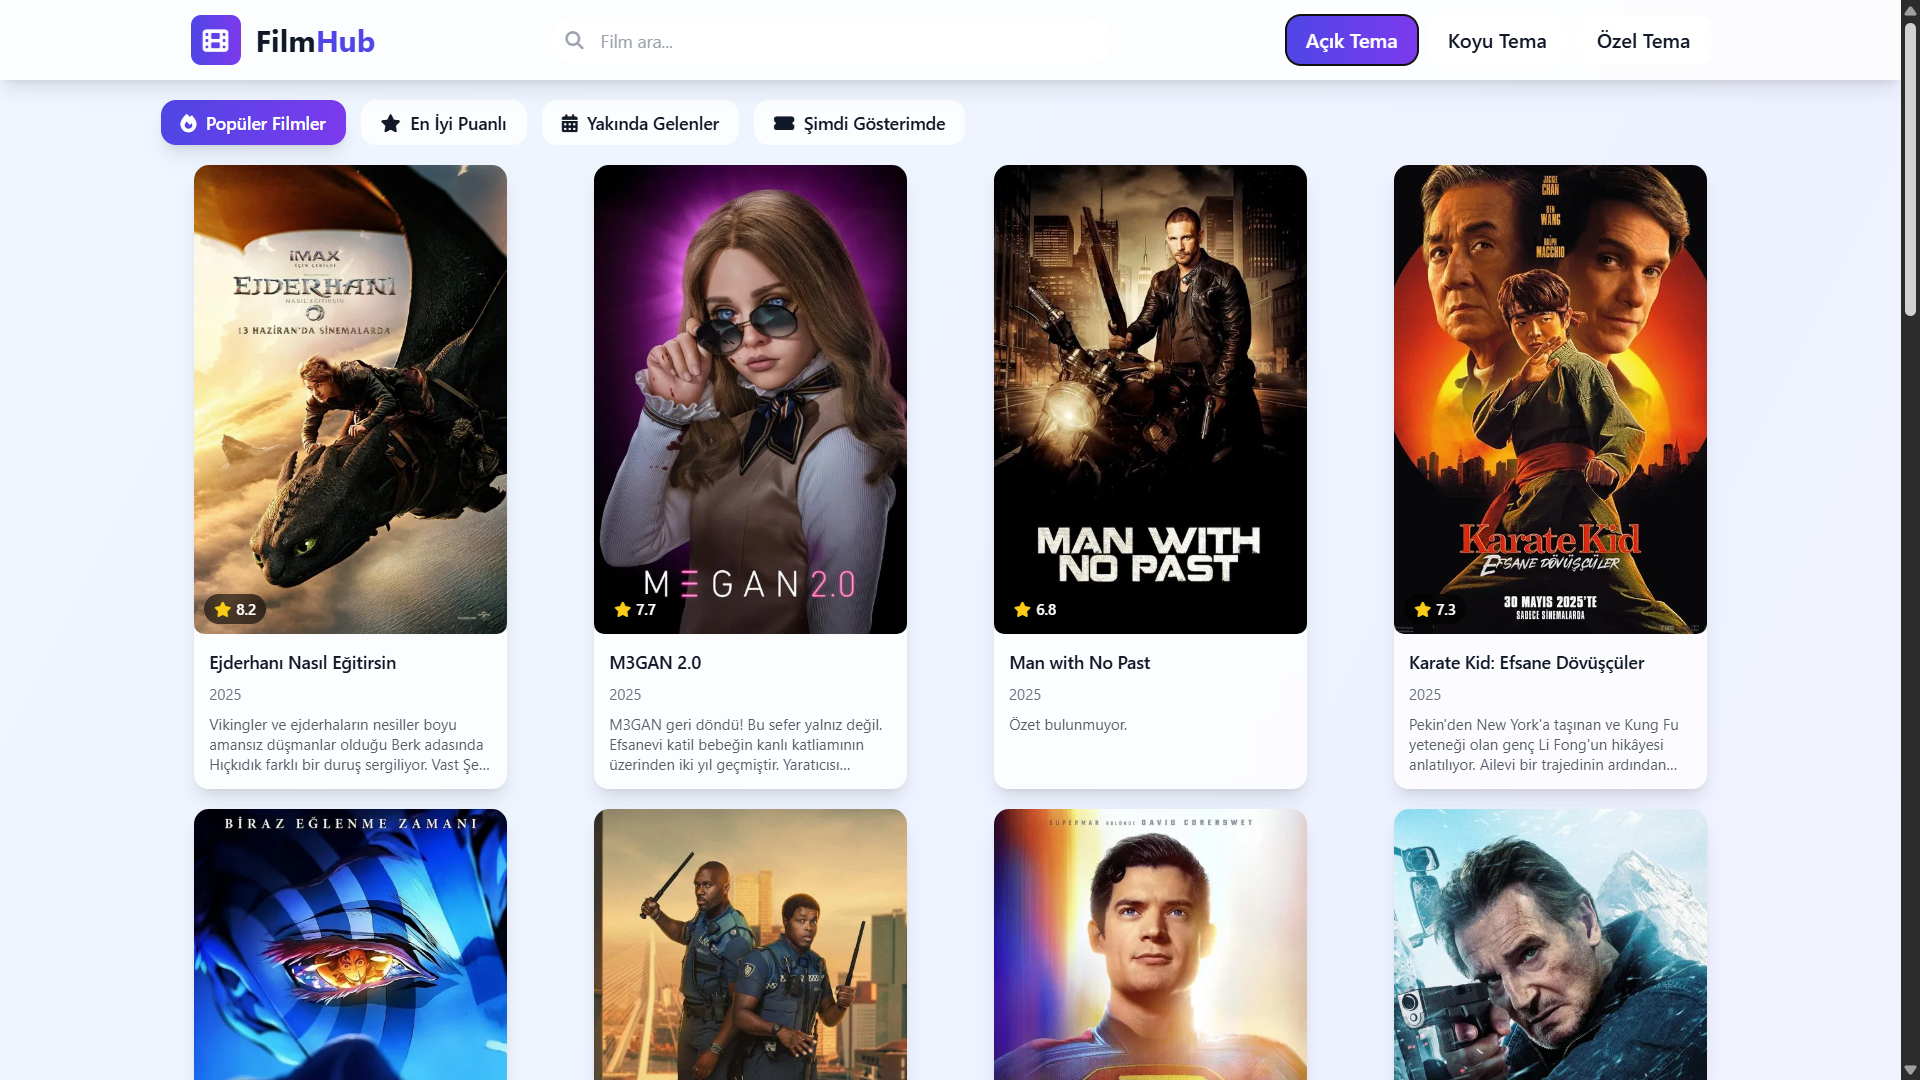 FilmHub
Film ara...
Açık Tema
Koyu Tema
Özel Tema
Popüler Filmler
En İyi Puanlı
Yakında Gelenler
Şimdi Gösterimde
IMAX
İÇİN ÇEKİLDİ
EJDERHANI
NASIL EĞİTİRSİN
13 HAZİRAN'DA SİNEMALARDA
8.2
Ejderhanı Nasıl Eğitirsin
2025
Vikingler ve ejderhaların nesiller boyu
amansız düşmanlar olduğu Berk adasında
Hıçkıdık farklı bir duruş sergiliyor. Vast Şe...
MEGAN 2.0
7.7
M3GAN 2.0
2025
M3GAN geri döndü! Bu sefer yalnız değil.
Efsanevi katil bebeğin kanlı katliamının
üzerinden iki yıl geçmiştir. Yaratıcısı...
MAN WITH
NO PAST
6.8
Man with No Past
2025
Özet bulunmuyor.
JACKIE
CHAN
BEN
WANG
RALPH
MACCHIO
Karate Kid
EFSANE DÖVÜŞÇÜLER
30 MAYIS 2025'TE
SADECE SİNEMALARDA
7.3
Karate Kid: Efsane Dövüşçüler
2025
Pekin'den New York'a taşınan ve Kung Fu
yeteneği olan genç Li Fong'un hikâyesi
anlatılıyor. Ailevi bir trajedinin ardından...
BİRAZ EĞLENME ZAMANI
SUPERMAN ROLÜNDE DAVID CORENSWET